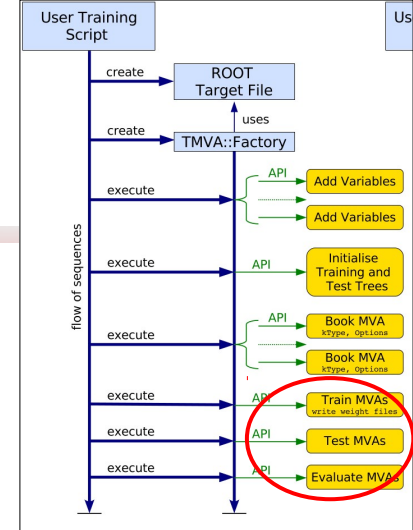 User Training
Script
Us
create
ROOT
Target File
uses
create
TMVA::Factory
execute
API
Add Variables
Add Variables
flow of sequences
execute
API
Initialise
Training and
Test Trees
execute
API
Book MVA
kType, Options
Book MVA
kType, Options
execute
API
Train MVAs
write weight files
execute
API
Test MVAs
execute
API
Evaluate MVAs